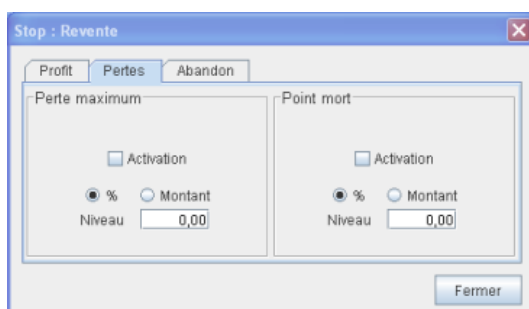 Stop : Revente
Profit Pertes Abandon
Perte maximum Point mort
Activation Activation
% Montant % Montant
Niveau 0,00 Niveau 0,00
Fermer